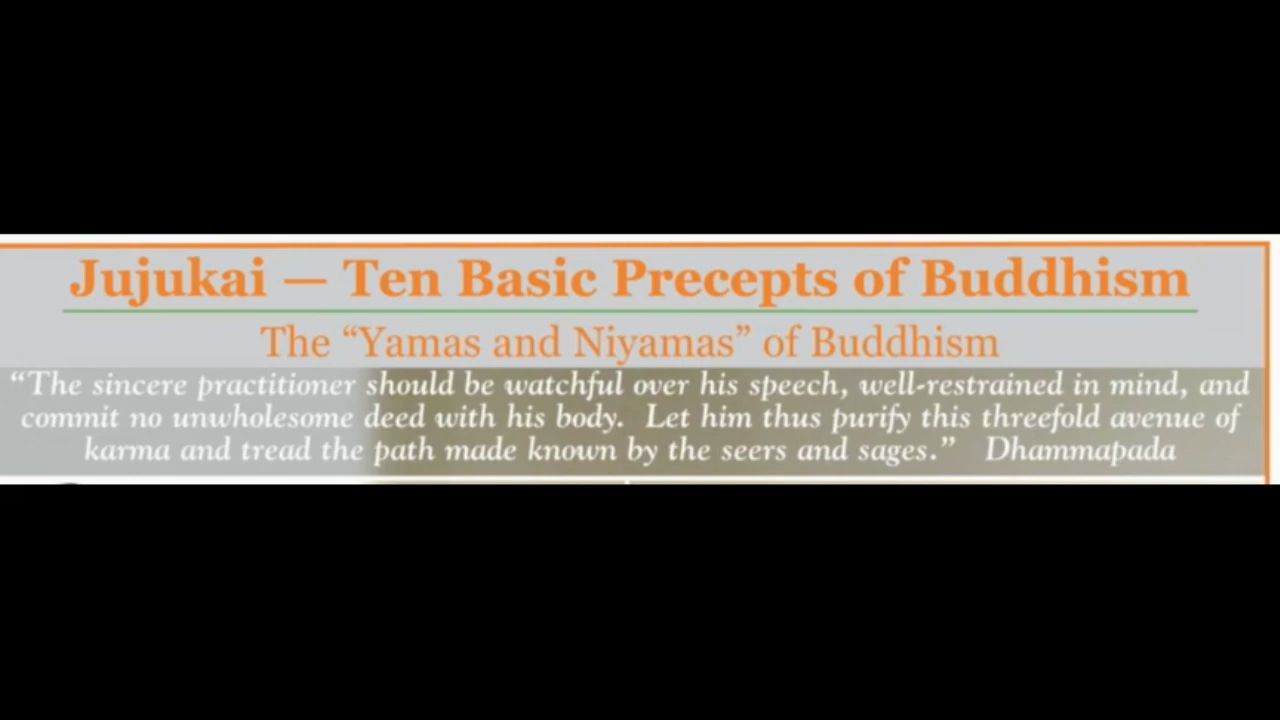 Jujukai — Ten Basic Precepts of Buddhism
The “Yamas and Niyamas” of Buddhism
“The sincere practitioner should be watchful over his speech, well-restrained in mind, and
commit no unwholesome deed with his body.  Let him thus purify this threefold avenue of
karma and tread the path made known by the seers and sages.”   Dhammapada